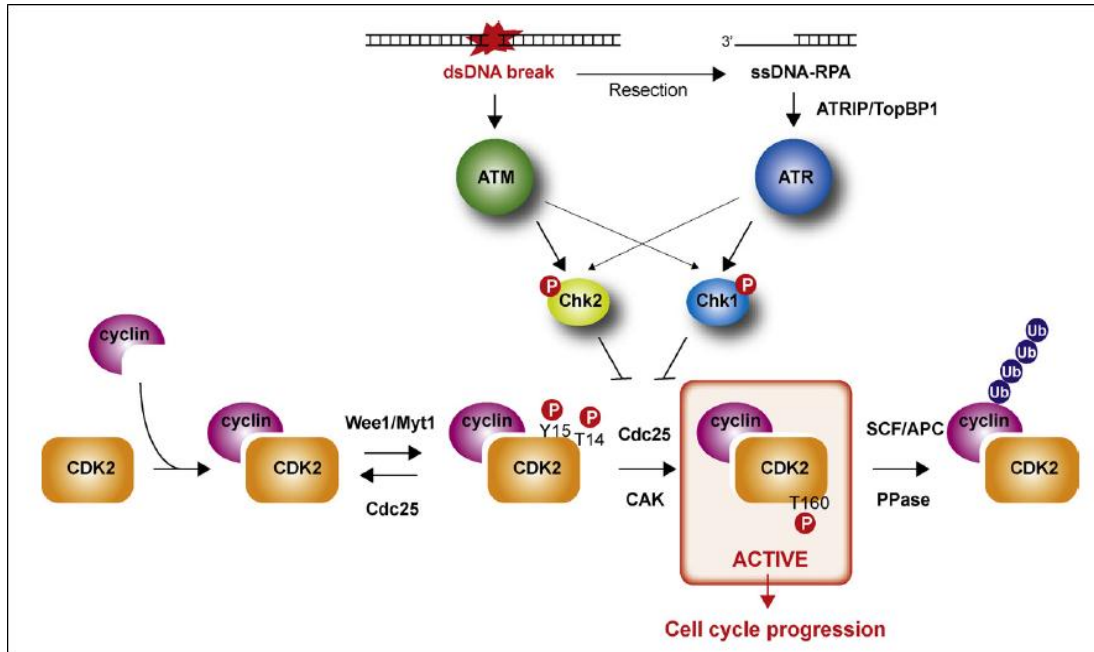 3'
dsDNA break
Resection
ssDNA-RPA
ATRIP/TopBP1
ATM
ATR
P
Chk2
Chk1
P
cyclin
CDK2
cyclin
CDK2
Wee1/Myt1
Cdc25
cyclin
P
Y15
P
T14
CDK2
Cdc25
CAK
cyclin
CDK2
T160
P
ACTIVE
Cell cycle progression
SCF/APC
PPase
Ub
Ub
Ub
Ub
cyclin
CDK2